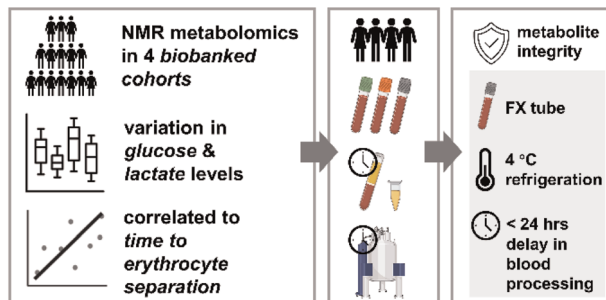 NMR metabolomics
in 4 biobanked
cohorts
variation in
glucose &
lactate levels
correlated to
time to
erythrocyte
separation
metabolite
integrity
FX tube
4 °C
refrigeration
< 24 hrs
delay in
blood
processing